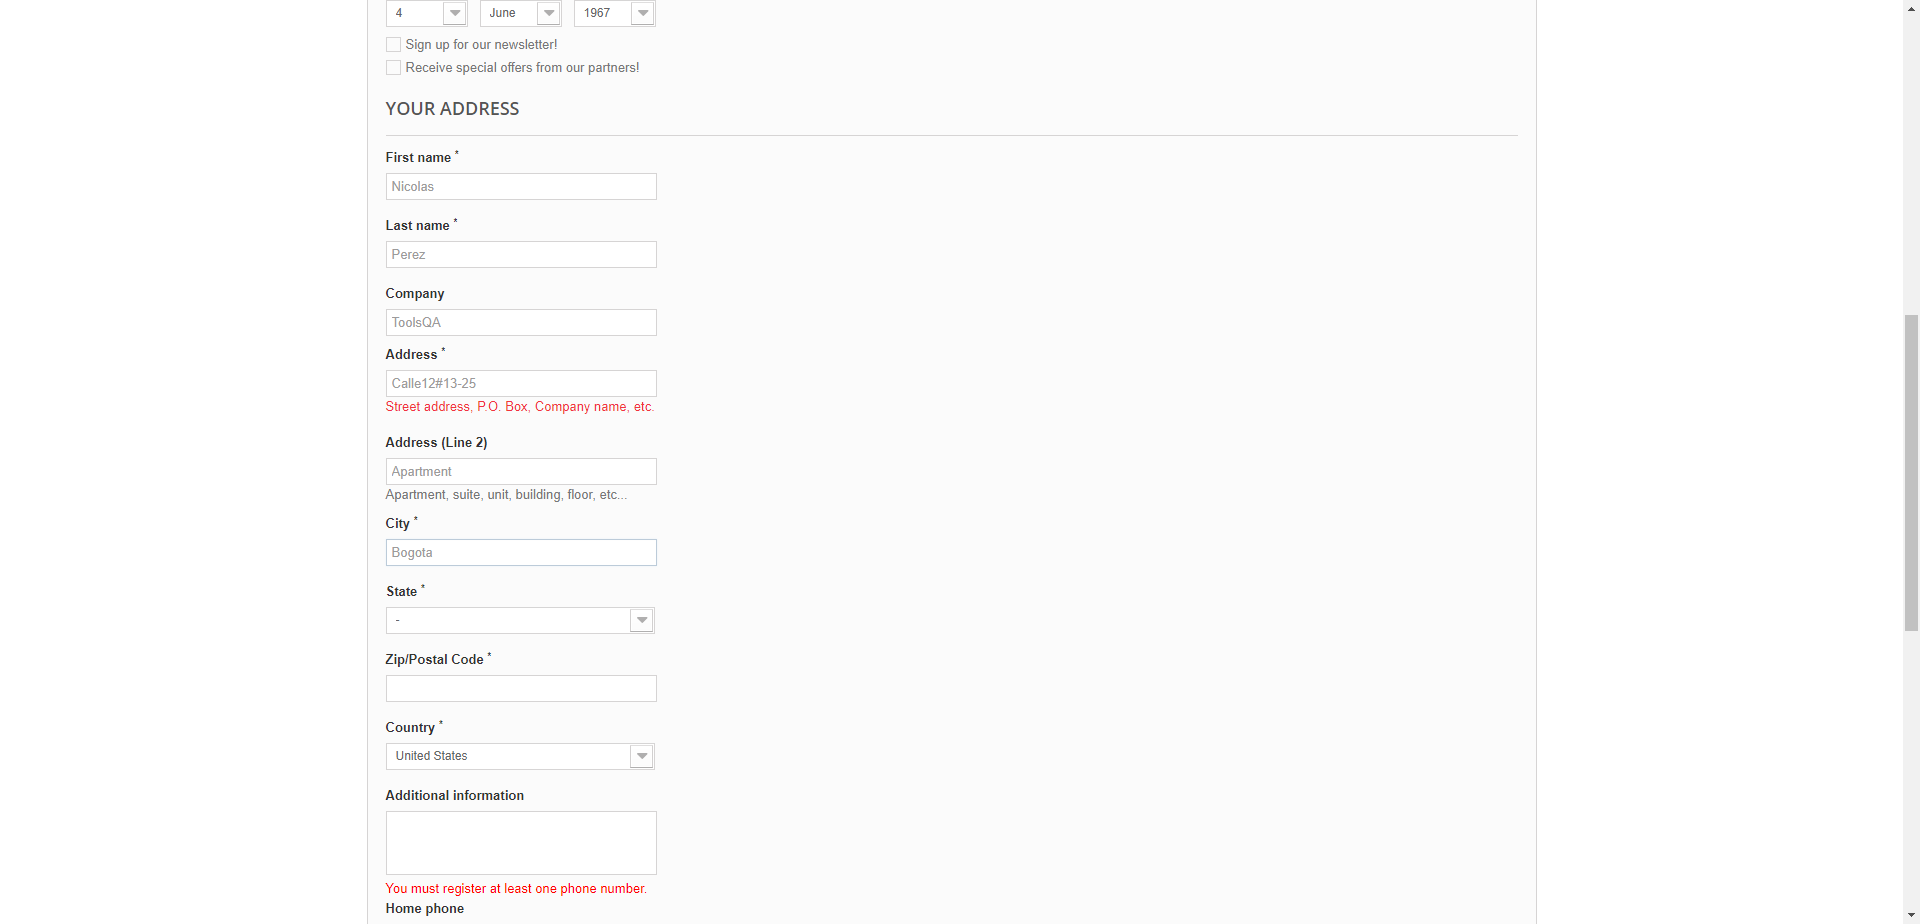 4 June 1967
Sign up for our newsletter!
Receive special offers from our partners!
YOUR ADDRESS
First name *
Nicolas
Last name *
Perez
Company
ToolsQA
Address *
Calle12#13-25
Street address, P.O. Box, Company name, etc.
Address (Line 2)
Apartment
Apartment, suite, unit, building, floor, etc...
City *
Bogota
State *
-
Zip/Postal Code *
Country *
United States
Additional information
You must register at least one phone number.
Home phone